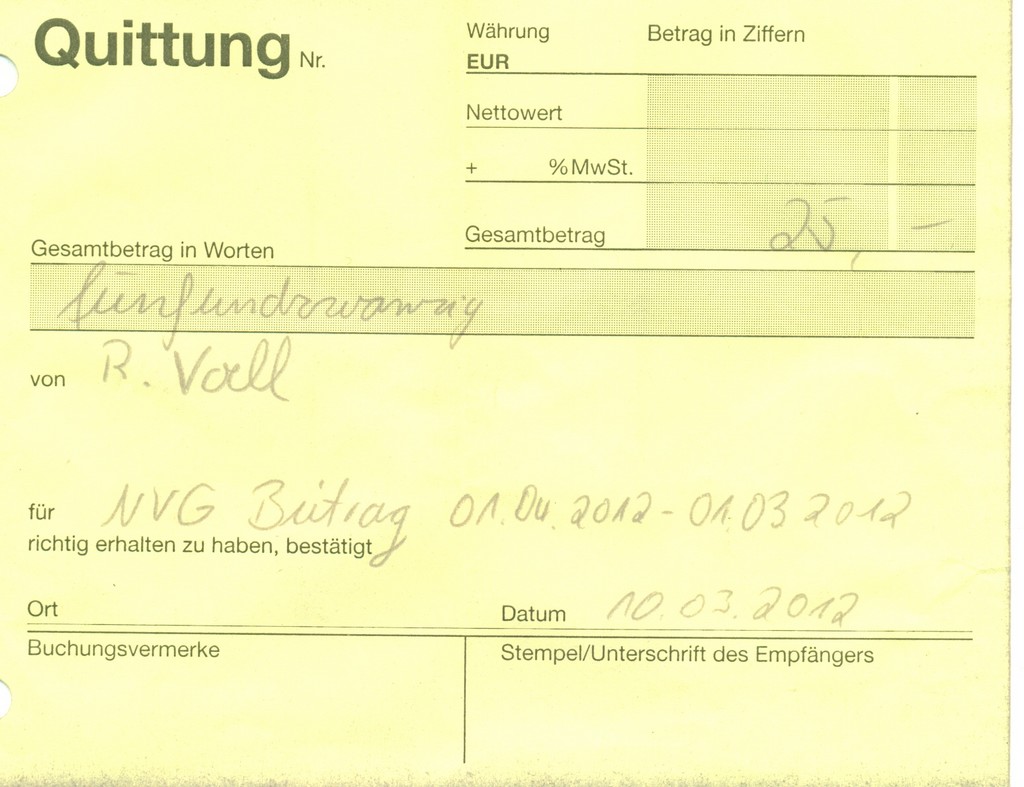 Quittung Nr.
Währung
Betrag in Ziffern
EUR
Nettowert
+ % MwSt.
Gesamtbetrag 25,-
Gesamtbetrag in Worten
fünfundzwanzig
von R. Voll
für NVG Beitrag 01.04.2012-01.03 2012
richtig erhalten zu haben, bestätigt
Ort
Datum 10.03.2012
Buchungsvermerke
Stempel/Unterschrift des Empfängers